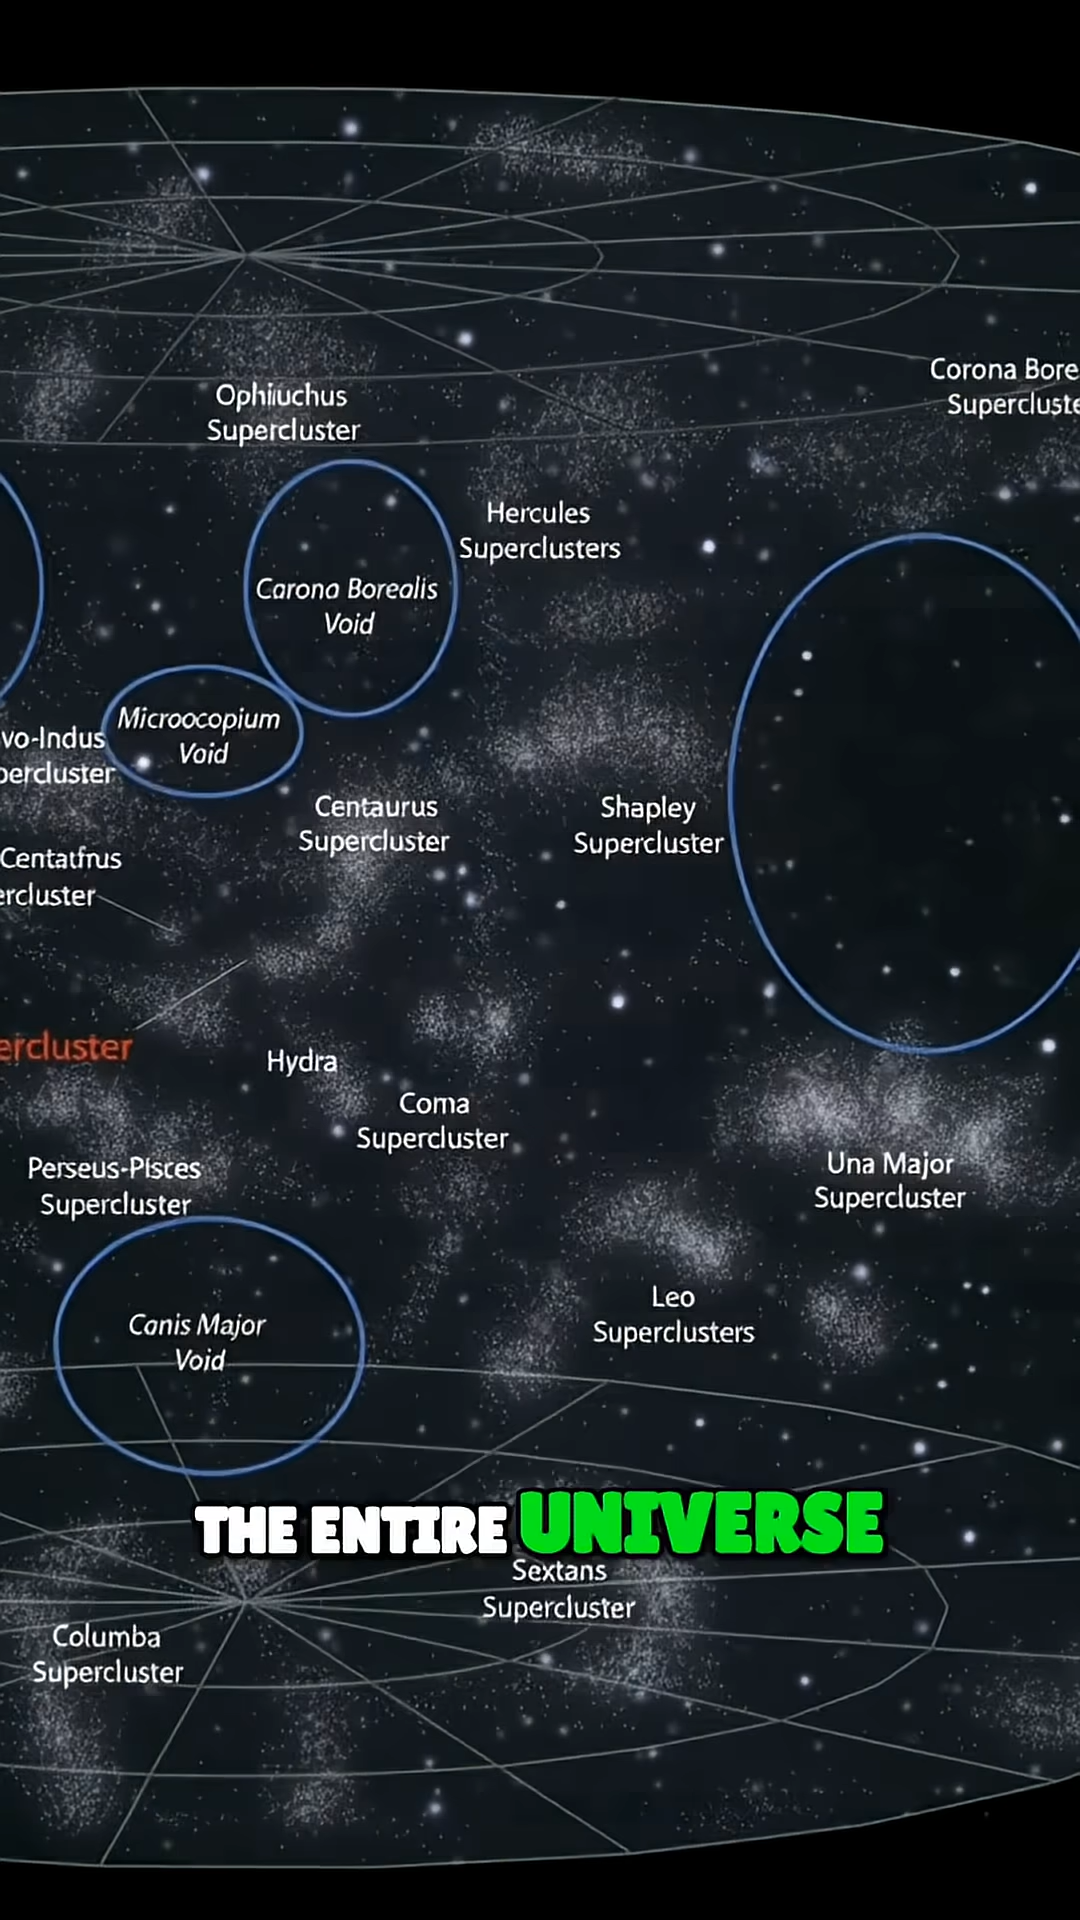 Ophiiuchus
Supercluster
Corona Bore
Supercluste
Hercules
Superclusters
Carona Borealis
Void
Microocopium
Void
vo-Indus
percluster
Centaurus
Supercluster
Shapley
Supercluster
Centatfrus
ercluster
ercluster
Hydra
Coma
Supercluster
Perseus-Pisces
Supercluster
Una Major
Supercluster
Canis Major
Void
Leo
Superclusters
THE ENTIRE UNIVERSE
Sextans
Supercluster
Columba
Supercluster